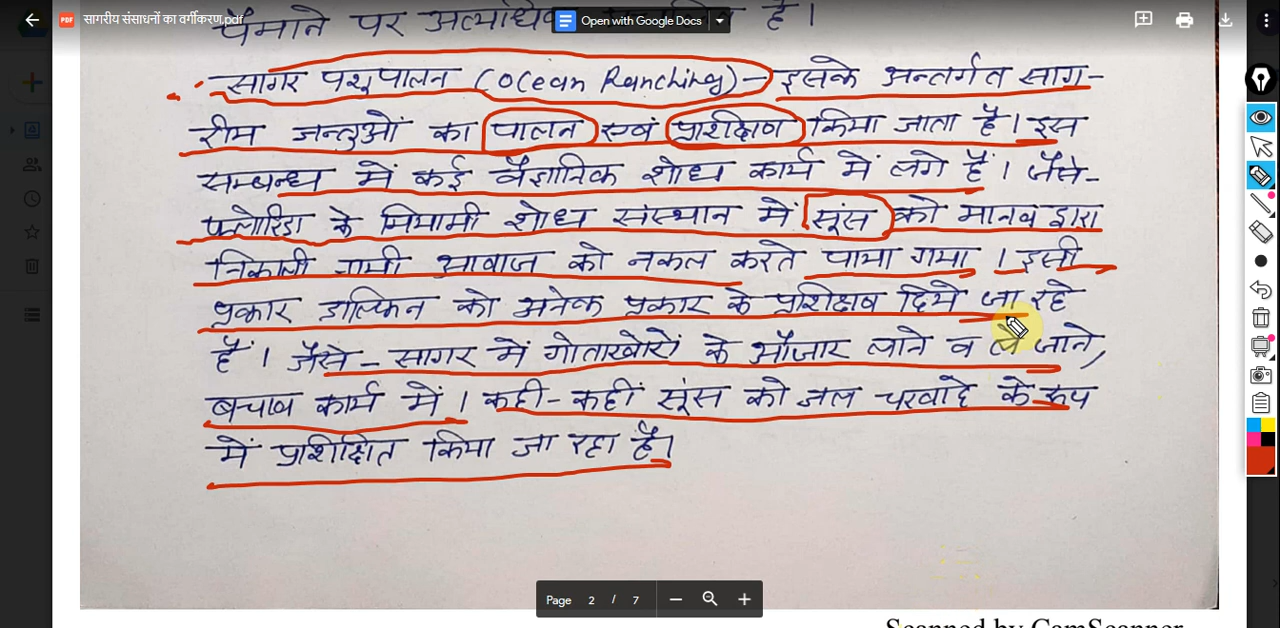 सागरीय संसाधनों का वर्गीकरण.pdf
Open with Google Docs
पैमाने पर अत्याधिक है।
सागर पशुपालन (Ocean Ranching) - इसके अन्तर्गत साग-
रीय जन्तुओं का पालन एवं प्रशिक्षण किया जाता है। इस
सम्बन्ध में कई वैज्ञानिक शोध कार्य में लगे हैं। जैसे-
फ्लोरिडा के मियामी शोध संस्थान में सूंस को मानव द्वारा
निकाली गयी आवाज को नकल करते पाया गया। इसी
प्रकार डाल्फिन को अनेक प्रकार के प्रशिक्षण दिये जा रहे
हैं। जैसे - सागर में गोताखोरों के औजार लाने व ले जाने,
बचाव कार्य में। कही-कहीं सूंस को जल चरवाहे के रूप
में प्रशिक्षित किया जा रहा है।
Page 2 / 7
Scanned by CamScanner